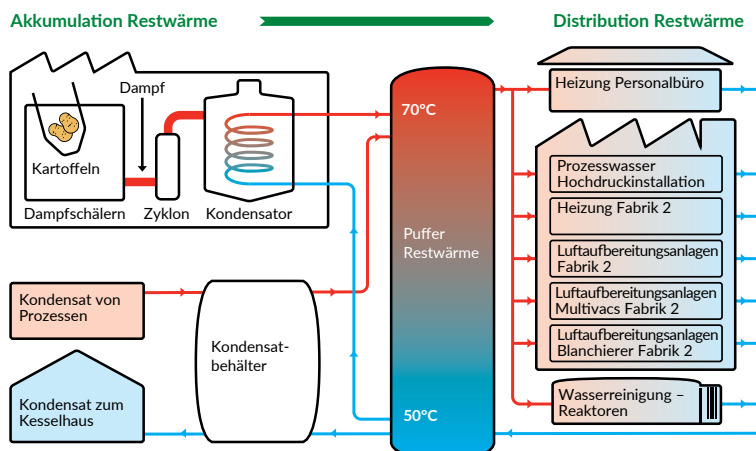 Akkumulation Restwärme
Distribution Restwärme
Dampf
Kartoffeln
Dampfschälern
Zyklon
Kondensator
70°C
Puffer
Restwärme
50°C
Kondensat von
Prozessen
Kondensat-
behälter
Kondensat zum
Kesselhaus
Heizung Personalbüro
Prozesswasser
Hochdruckinstallation
Heizung Fabrik 2
Luftaufbereitungsanlagen
Fabrik 2
Luftaufbereitungsanlagen
Multivacs Fabrik 2
Luftaufbereitungsanlagen
Blanchierer Fabrik 2
Wasserreinigung –
Reaktoren